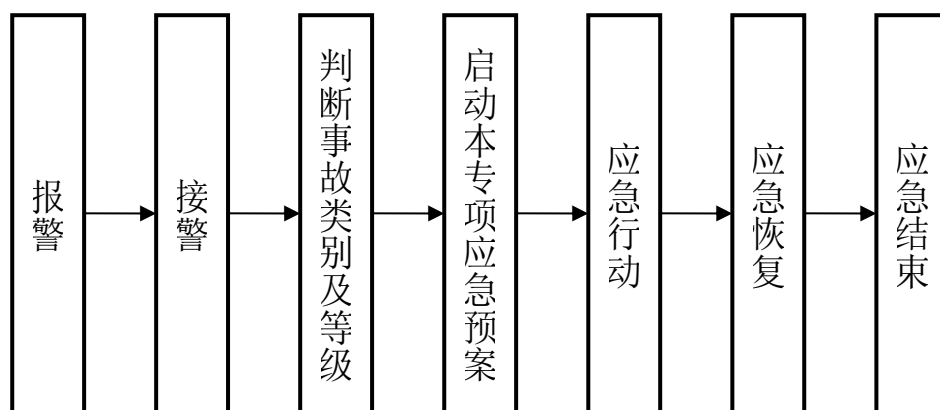 报警
接警
判断事故类别及等级
启动本专项应急预案
应急行动
应急恢复
应急结束